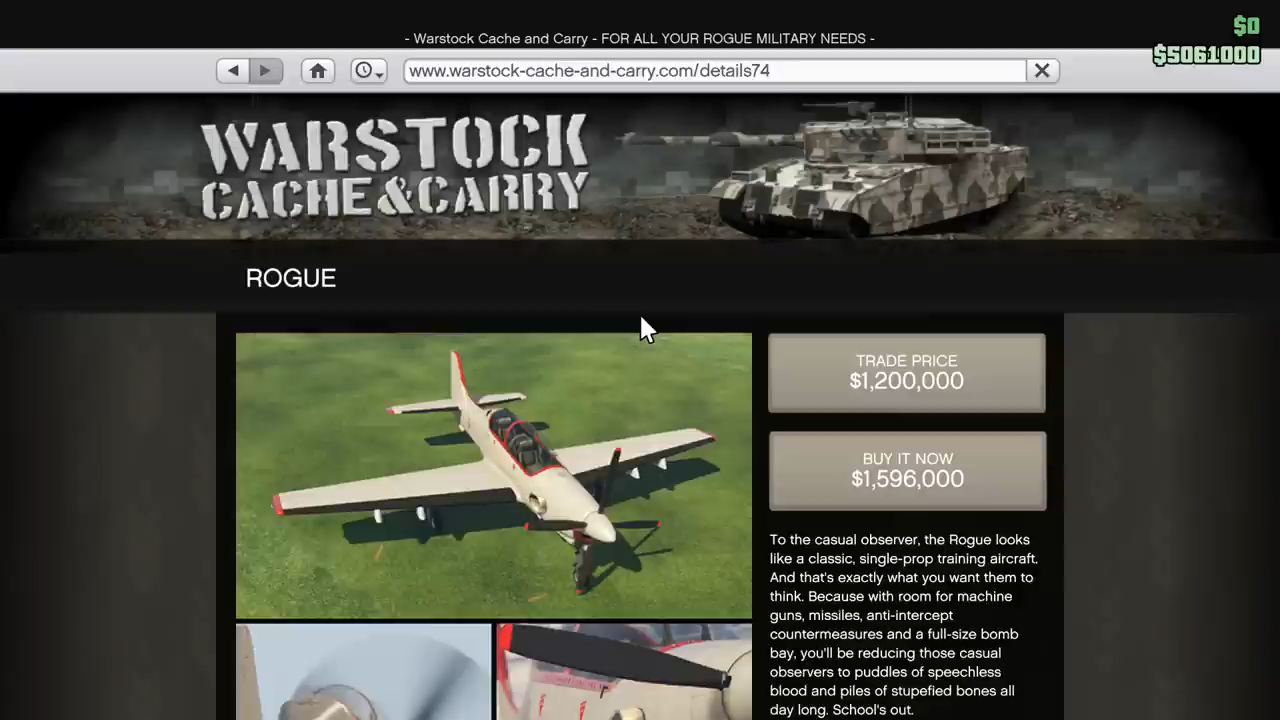 - Warstock Cache and Carry - FOR ALL YOUR ROGUE MILITARY NEEDS -
$0
$5061000
www.warstock-cache-and-carry.com/details74
WARSTOCK
CACHE&CARRY
ROGUE
TRADE PRICE
$1,200,000
BUY IT NOW
$1,596,000
To the casual observer, the Rogue looks
like a classic, single-prop training aircraft.
And that's exactly what you want them to
think. Because with room for machine
guns, missiles, anti-intercept
countermeasures and a full-size bomb
bay, you'll be reducing those casual
observers to puddles of speechless
blood and piles of stupefied bones all
day long. School's out.